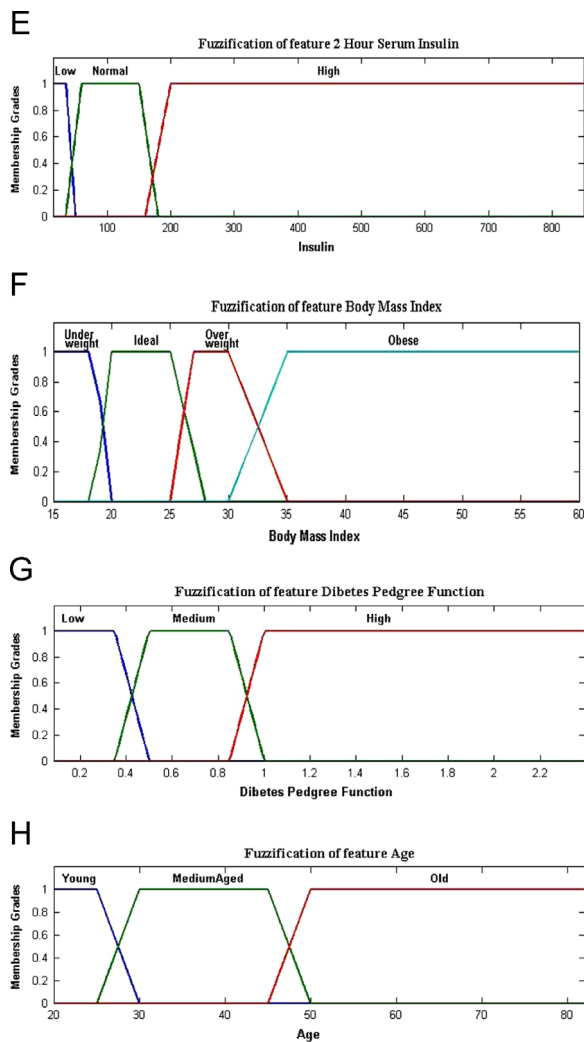 E
Fuzzification of feature 2 Hour Serum Insulin
Low Normal High
Membership Grades
1
0.8
0.6
0.4
0.2
0
100 200 300 400 500 600 700 800
Insulin
F
Fuzzification of feature Body Mass Index
Under weight Ideal Over weight Obese
Membership Grades
1
0.8
0.6
0.4
0.2
0
15 20 25 30 35 40 45 50 55 60
Body Mass Index
G
Fuzzification of feature Dibetes Pedgree Function
Low Medium High
Membership Grades
1
0.8
0.6
0.4
0.2
0
0.2 0.4 0.6 0.8 1 1.2 1.4 1.6 1.8 2 2.2
Dibetes Pedgree Function
H
Fuzzification of feature Age
Young MediumAged Old
Membership Grades
1
0.8
0.6
0.4
0.2
0
20 30 40 50 60 70 80
Age